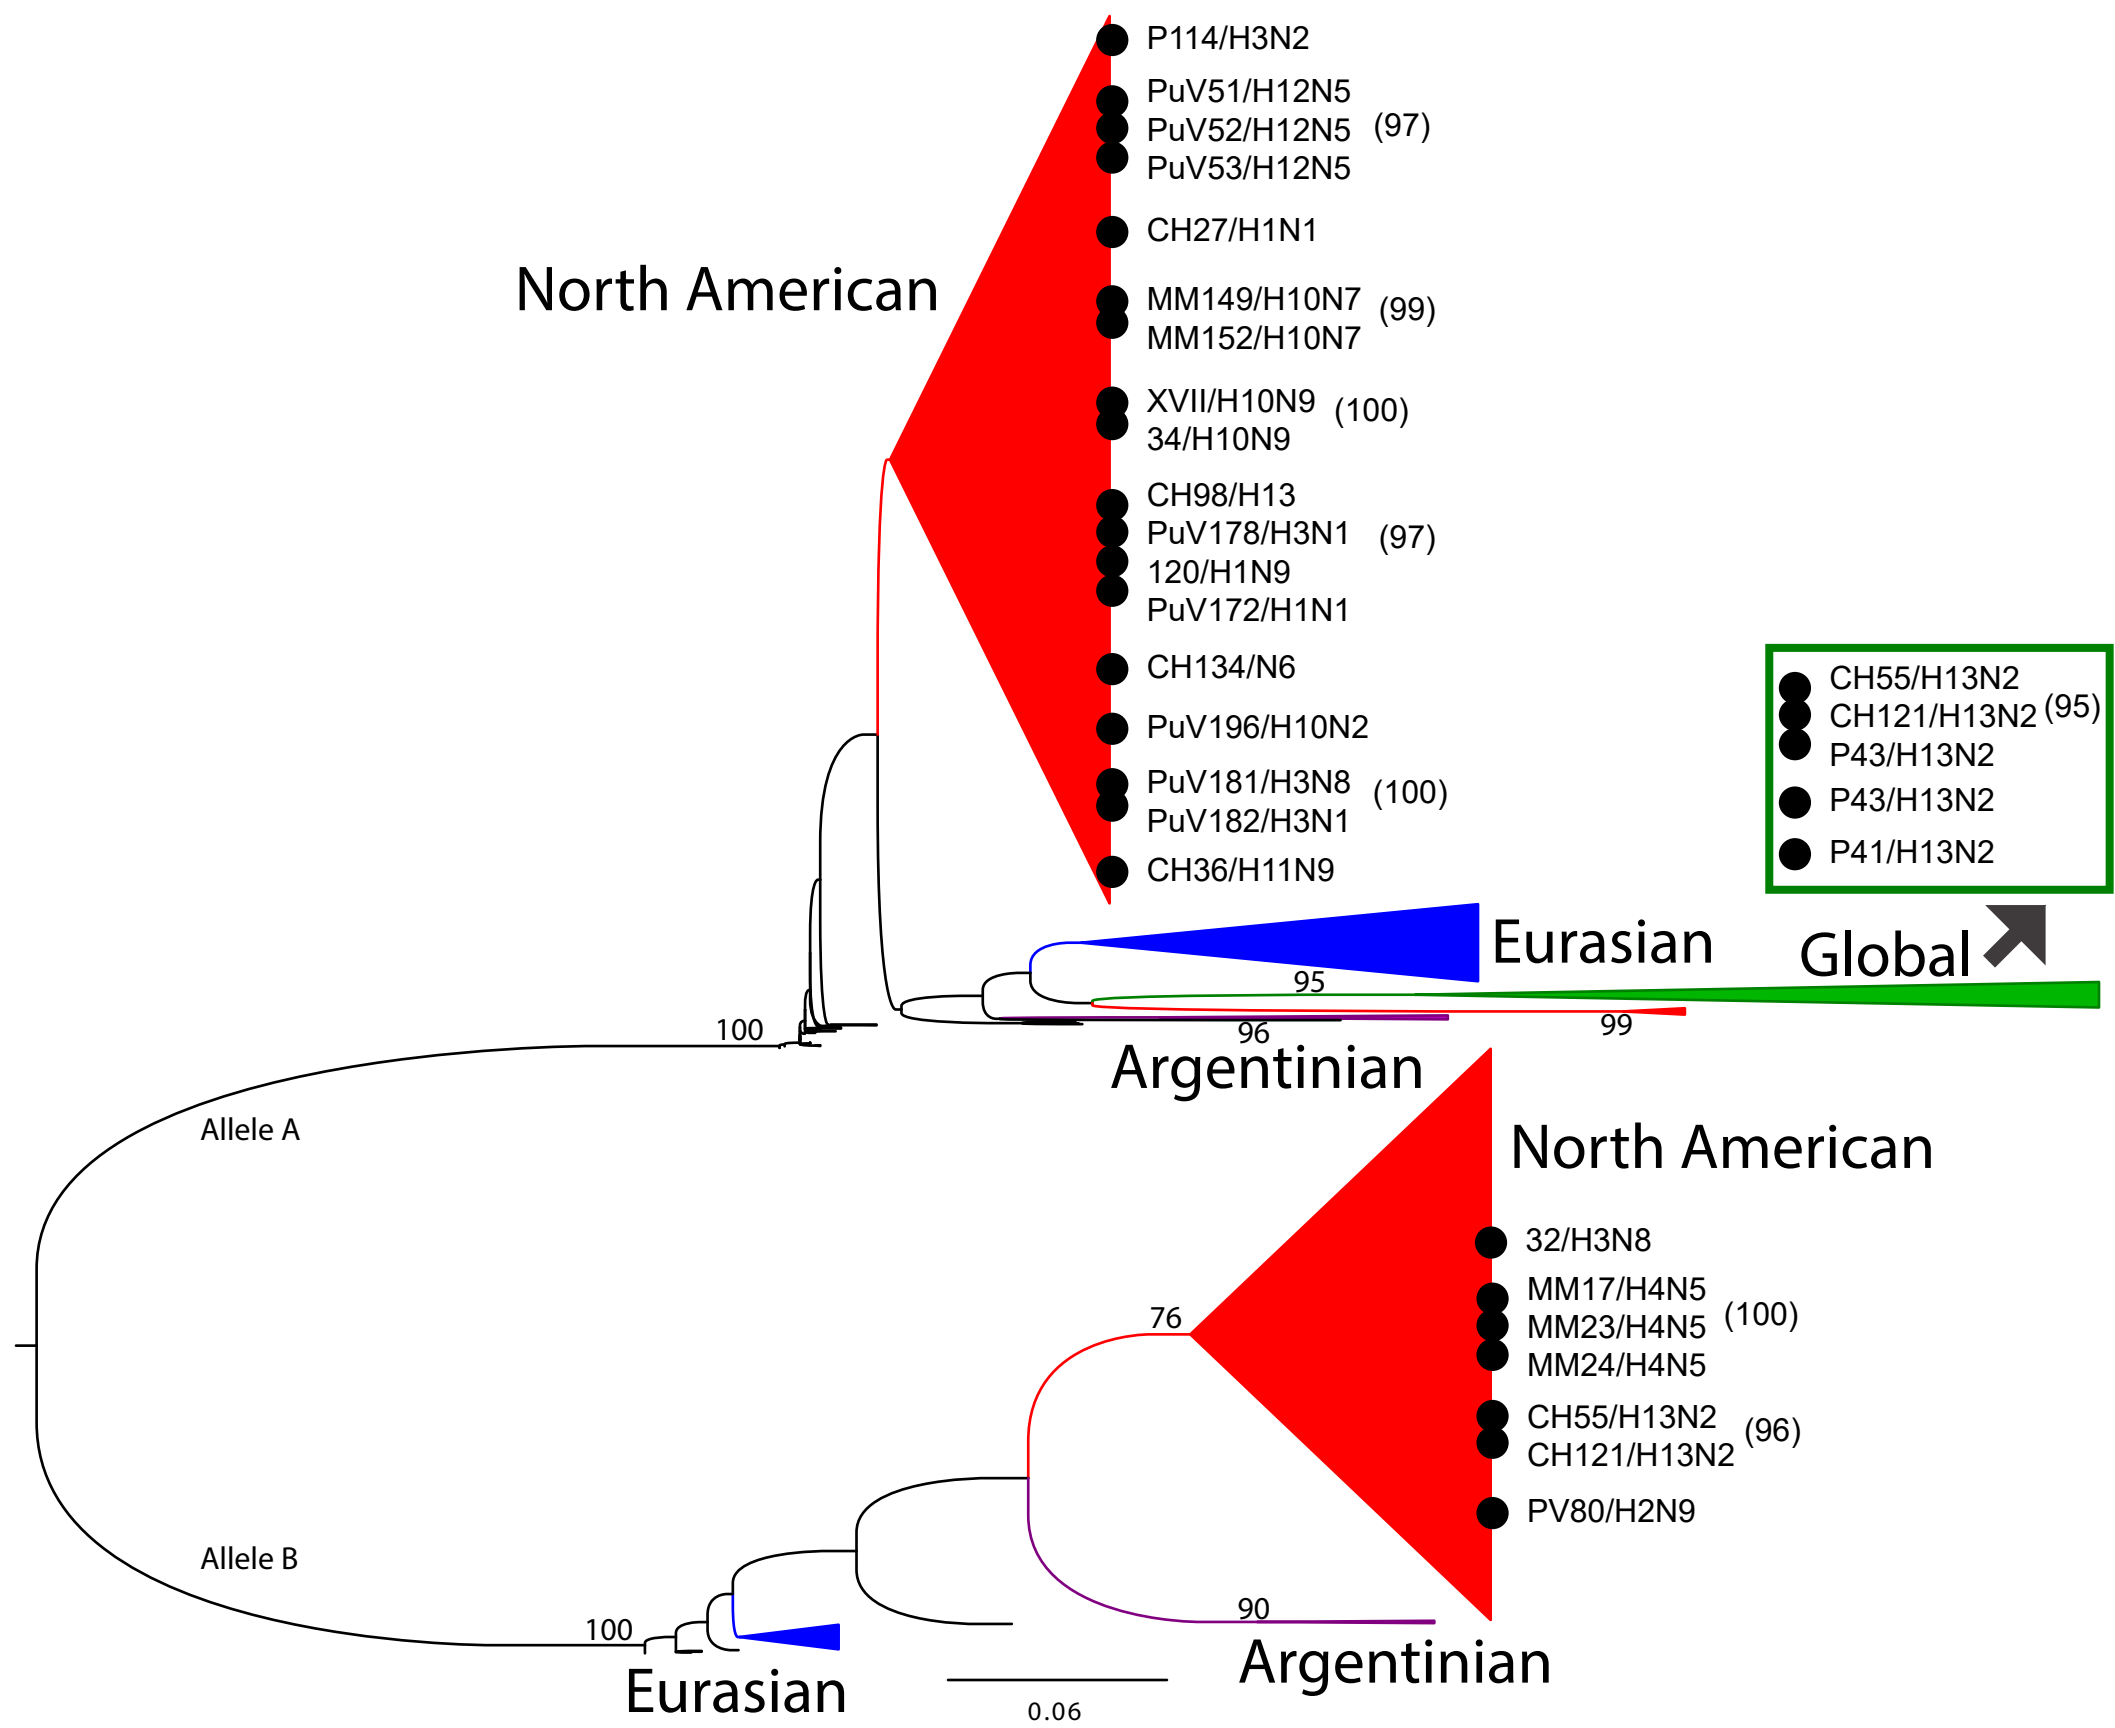 P114/H3N2
PuV51/H12N5
PuV52/H12N5 (97)
PuV53/H12N5
CH27/H1N1
North American
MM149/H10N7 (99)
MM152/H10N7
XVII/H10N9 (100)
34/H10N9
CH98/H13
PuV178/H3N1 (97)
120/H1N9
PuV172/H1N1
CH134/N6
PuV196/H10N2
PuV181/H3N8 (100)
PuV182/H3N1
CH36/H11N9
CH55/H13N2
CH121/H13N2 (95)
P43/H13N2
P43/H13N2
P41/H13N2
Eurasian
Global
95
99
96
100
Argentinian
Allele A
North American
32/H3N8
MM17/H4N5
MM23/H4N5 (100)
MM24/H4N5
76
CH55/H13N2
CH121/H13N2 (96)
PV80/H2N9
Allele B
90
100
Argentinian
Eurasian
0.06